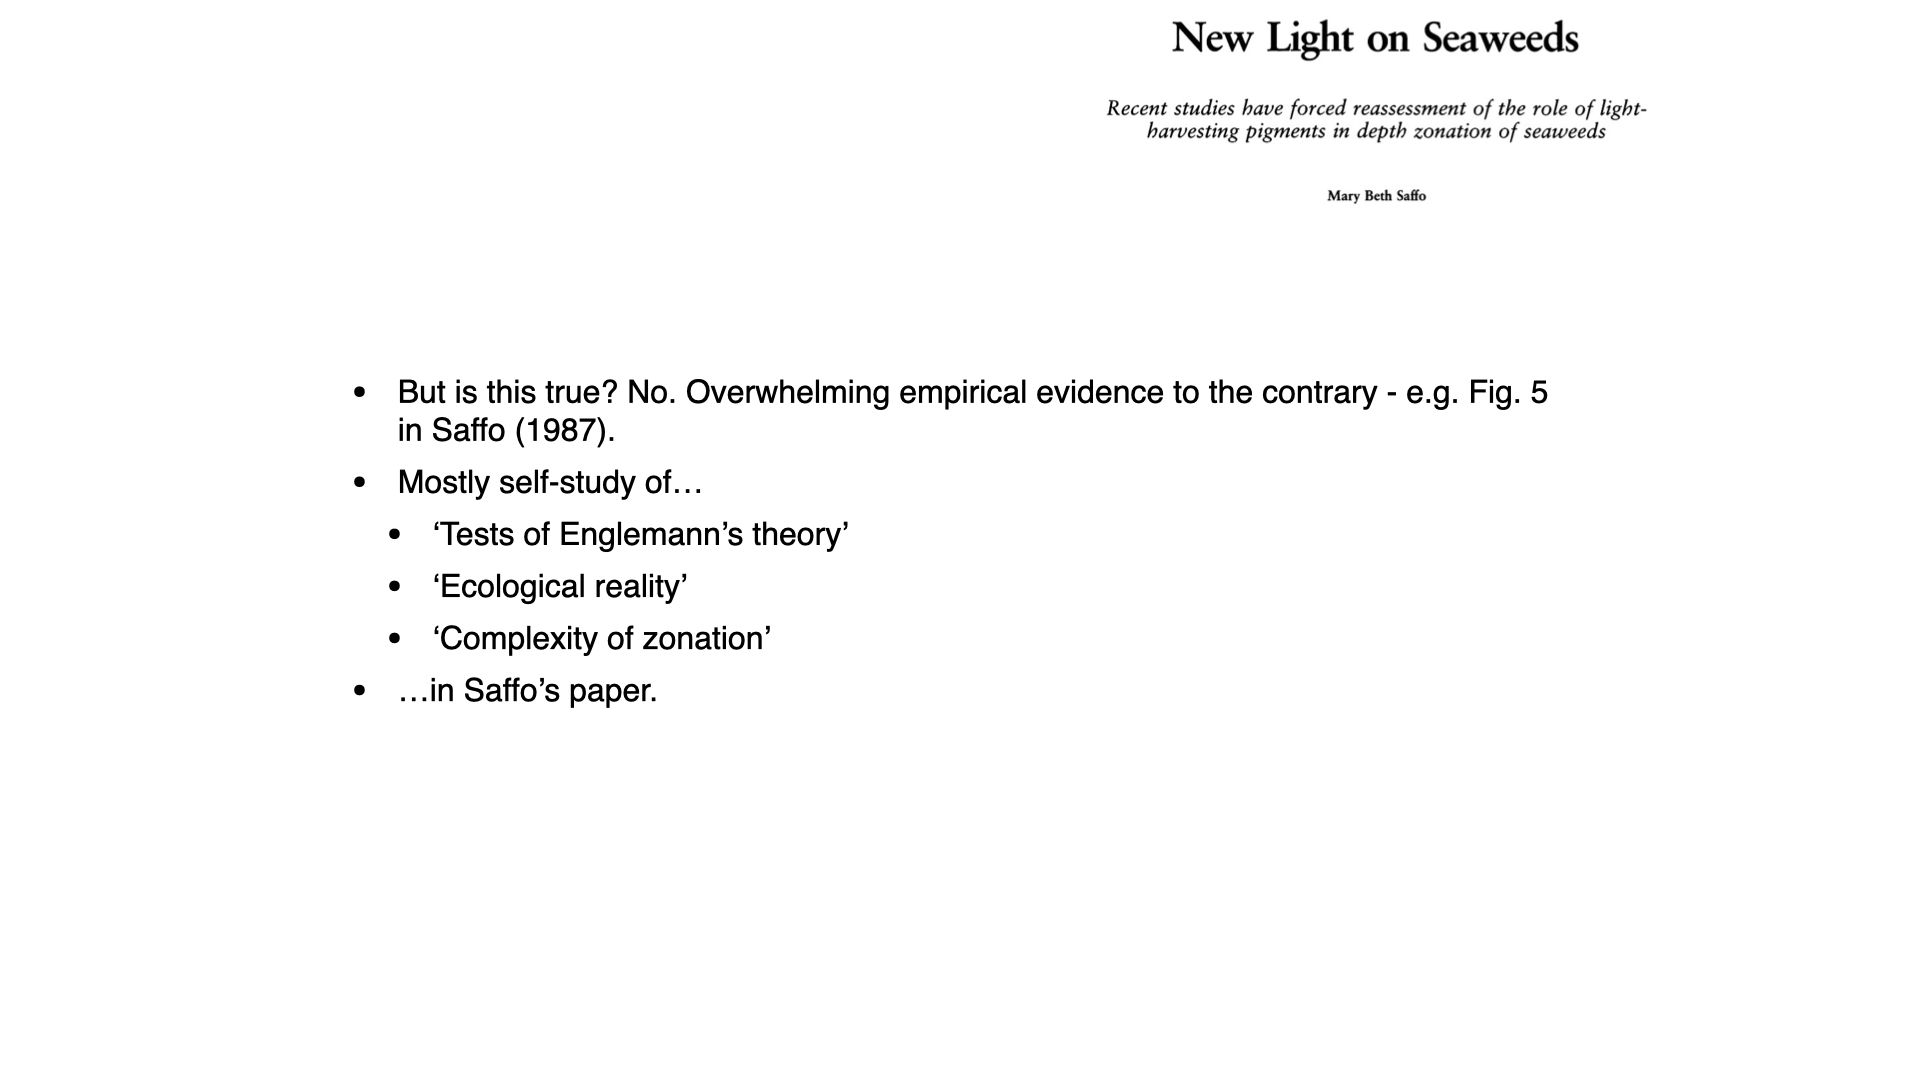 New Light on Seaweeds
Recent studies have forced reassessment of the role of light-
harvesting pigments in depth zonation of seaweeds
Mary Beth Saffo
• But is this true? No. Overwhelming empirical evidence to the contrary - e.g. Fig. 5
in Saffo (1987).
• Mostly self-study of…
• ‘Tests of Englemann’s theory’
• ‘Ecological reality’
• ‘Complexity of zonation’
• …in Saffo’s paper.